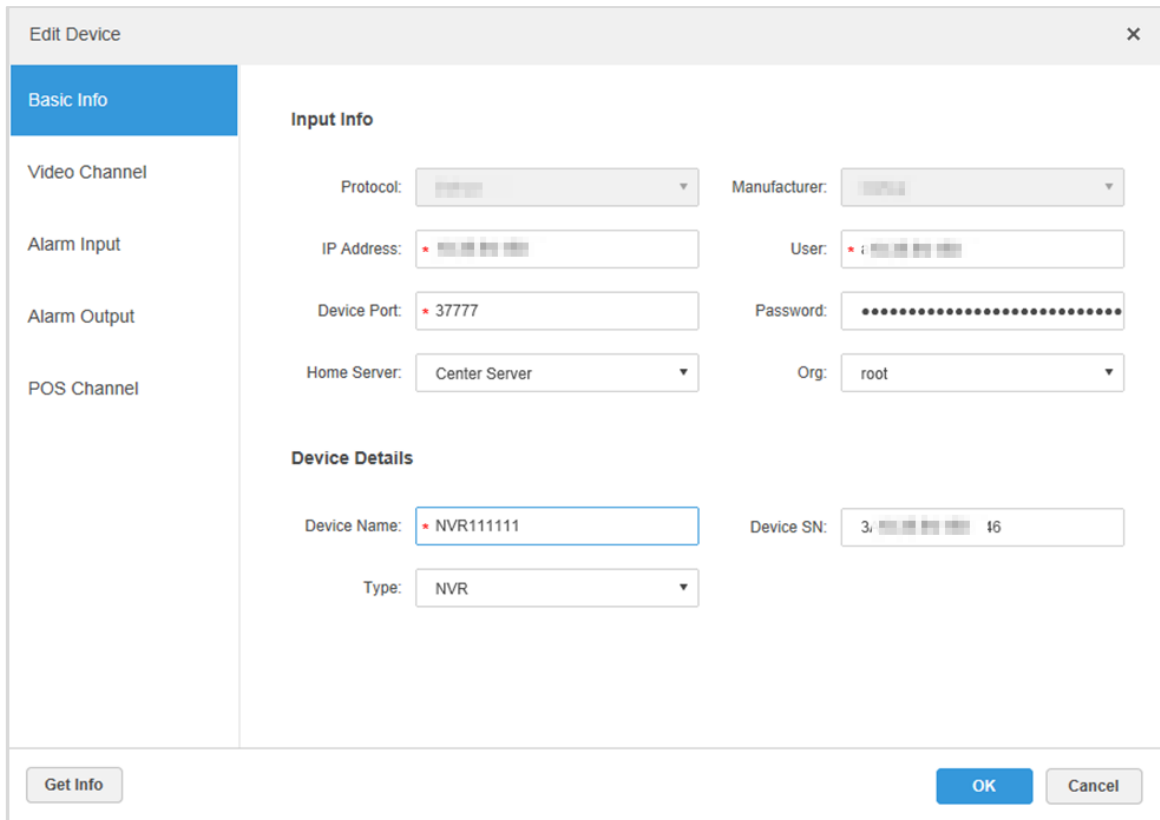 Edit Device
Basic Info
Video Channel
Alarm Input
Alarm Output
POS Channel
Input Info
Protocol: Manufacturer:
IP Address: * User: *
Device Port: * 37777 Password: ••••••••••••••••••••••••••••
Home Server: Center Server Org: root
Device Details
Device Name: * NVR111111 Device SN: 46
Type: NVR
Get Info OK Cancel